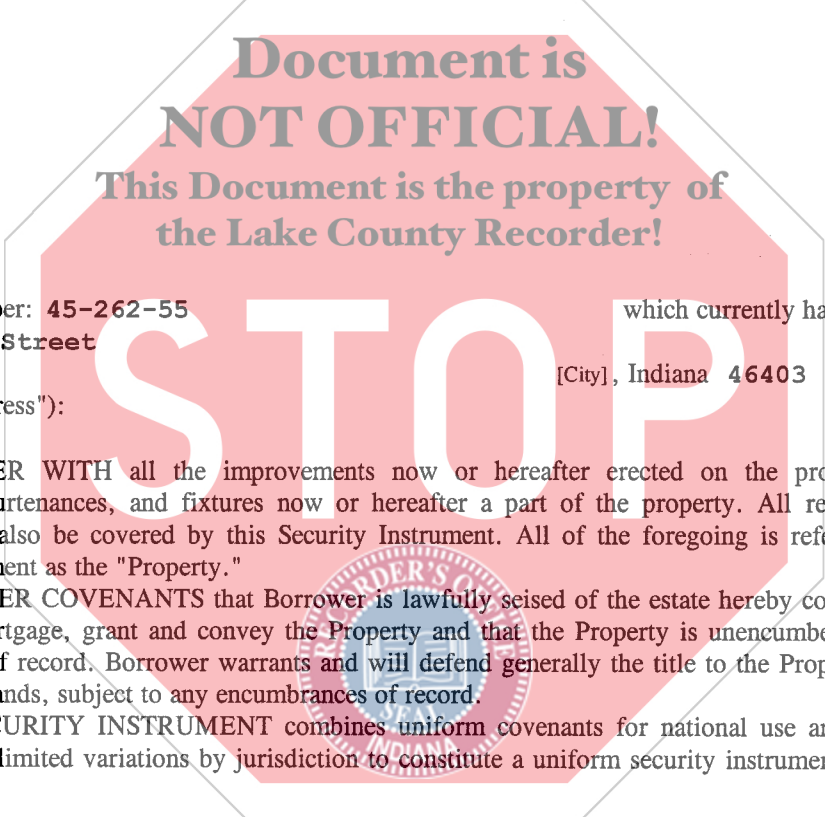 Document is
NOT OFFICIAL!
This Document is the property of
the Lake County Recorder!
STOP
er: 45-262-55 which currently ha
Street
[City], Indiana 46403
ress"):
ER WITH all the improvements now or hereafter erected on the pro
urtenances, and fixtures now or hereafter a part of the property. All re
also be covered by this Security Instrument. All of the foregoing is refe
ent as the "Property."
ER COVENANTS that Borrower is lawfully seised of the estate hereby co
rtgage, grant and convey the Property and that the Property is unencumbe
f record. Borrower warrants and will defend generally the title to the Prop
nds, subject to any encumbrances of record.
CURITY INSTRUMENT combines uniform covenants for national use an
limited variations by jurisdiction to constitute a uniform security instrumen
RECORDER'S OFFICE
SEAL
INDIANA